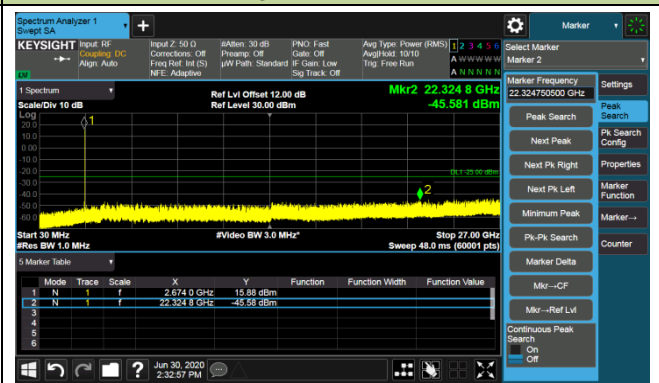 Spectrum Analyzer 1
Swept SA
Marker
KEYSIGHT
Input: RF
Coupling: DC
Align: Auto
Input Z: 50 Ω
Corrections: Off
Freq Ref: Int (S)
NFE: Adaptive
#Atten: 30 dB
Preamp: Off
µW Path: Standard
PNO: Fast
Gate: Off
IF Gain: Low
Sig Track: Off
Avg Type: Power (RMS)
Avg|Hold: 10/10
Trig: Free Run
1 2 3 4 5 6
A W W W W W
A N N N N N
LXI
1 Spectrum
Scale/Div 10 dB
Ref Lvl Offset 12.00 dB
Ref Level 30.00 dBm
Mkr2 22.324 8 GHz
-45.581 dBm
Log
20.0
10.0
0.00
-10.0
-20.0
-30.0
-40.0
-50.0
-60.0
1
DL1 -25.00 dBm
2
Start 30 MHz
#Res BW 1.0 MHz
#Video BW 3.0 MHz*
Stop 27.00 GHz
Sweep 48.0 ms (60001 pts)
5 Marker Table
Mode Trace Scale X Y Function Function Width Function Value
1 N 1 f 2.674 0 GHz 15.88 dBm
2 N 1 f 22.324 8 GHz -45.58 dBm
3
4
5
6
Jun 30, 2020
2:32:57 PM
Select Marker
Marker 2
Marker Frequency
22.324750500 GHz
Peak Search
Next Peak
Next Pk Right
Next Pk Left
Minimum Peak
Pk-Pk Search
Marker Delta
Mkr→CF
Mkr→Ref Lvl
Continuous Peak
Search
On
Off
Settings
Peak
Search
Pk Search
Config
Properties
Marker
Function
Marker→
Counter